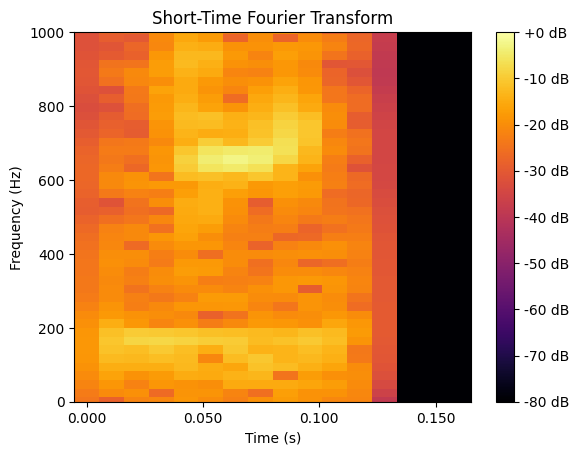 Short-Time Fourier Transform
1000
800
600
400
200
0
Frequency (Hz)
0.000
0.050
0.100
0.150
Time (s)
+0 dB
-10 dB
-20 dB
-30 dB
-40 dB
-50 dB
-60 dB
-70 dB
-80 dB